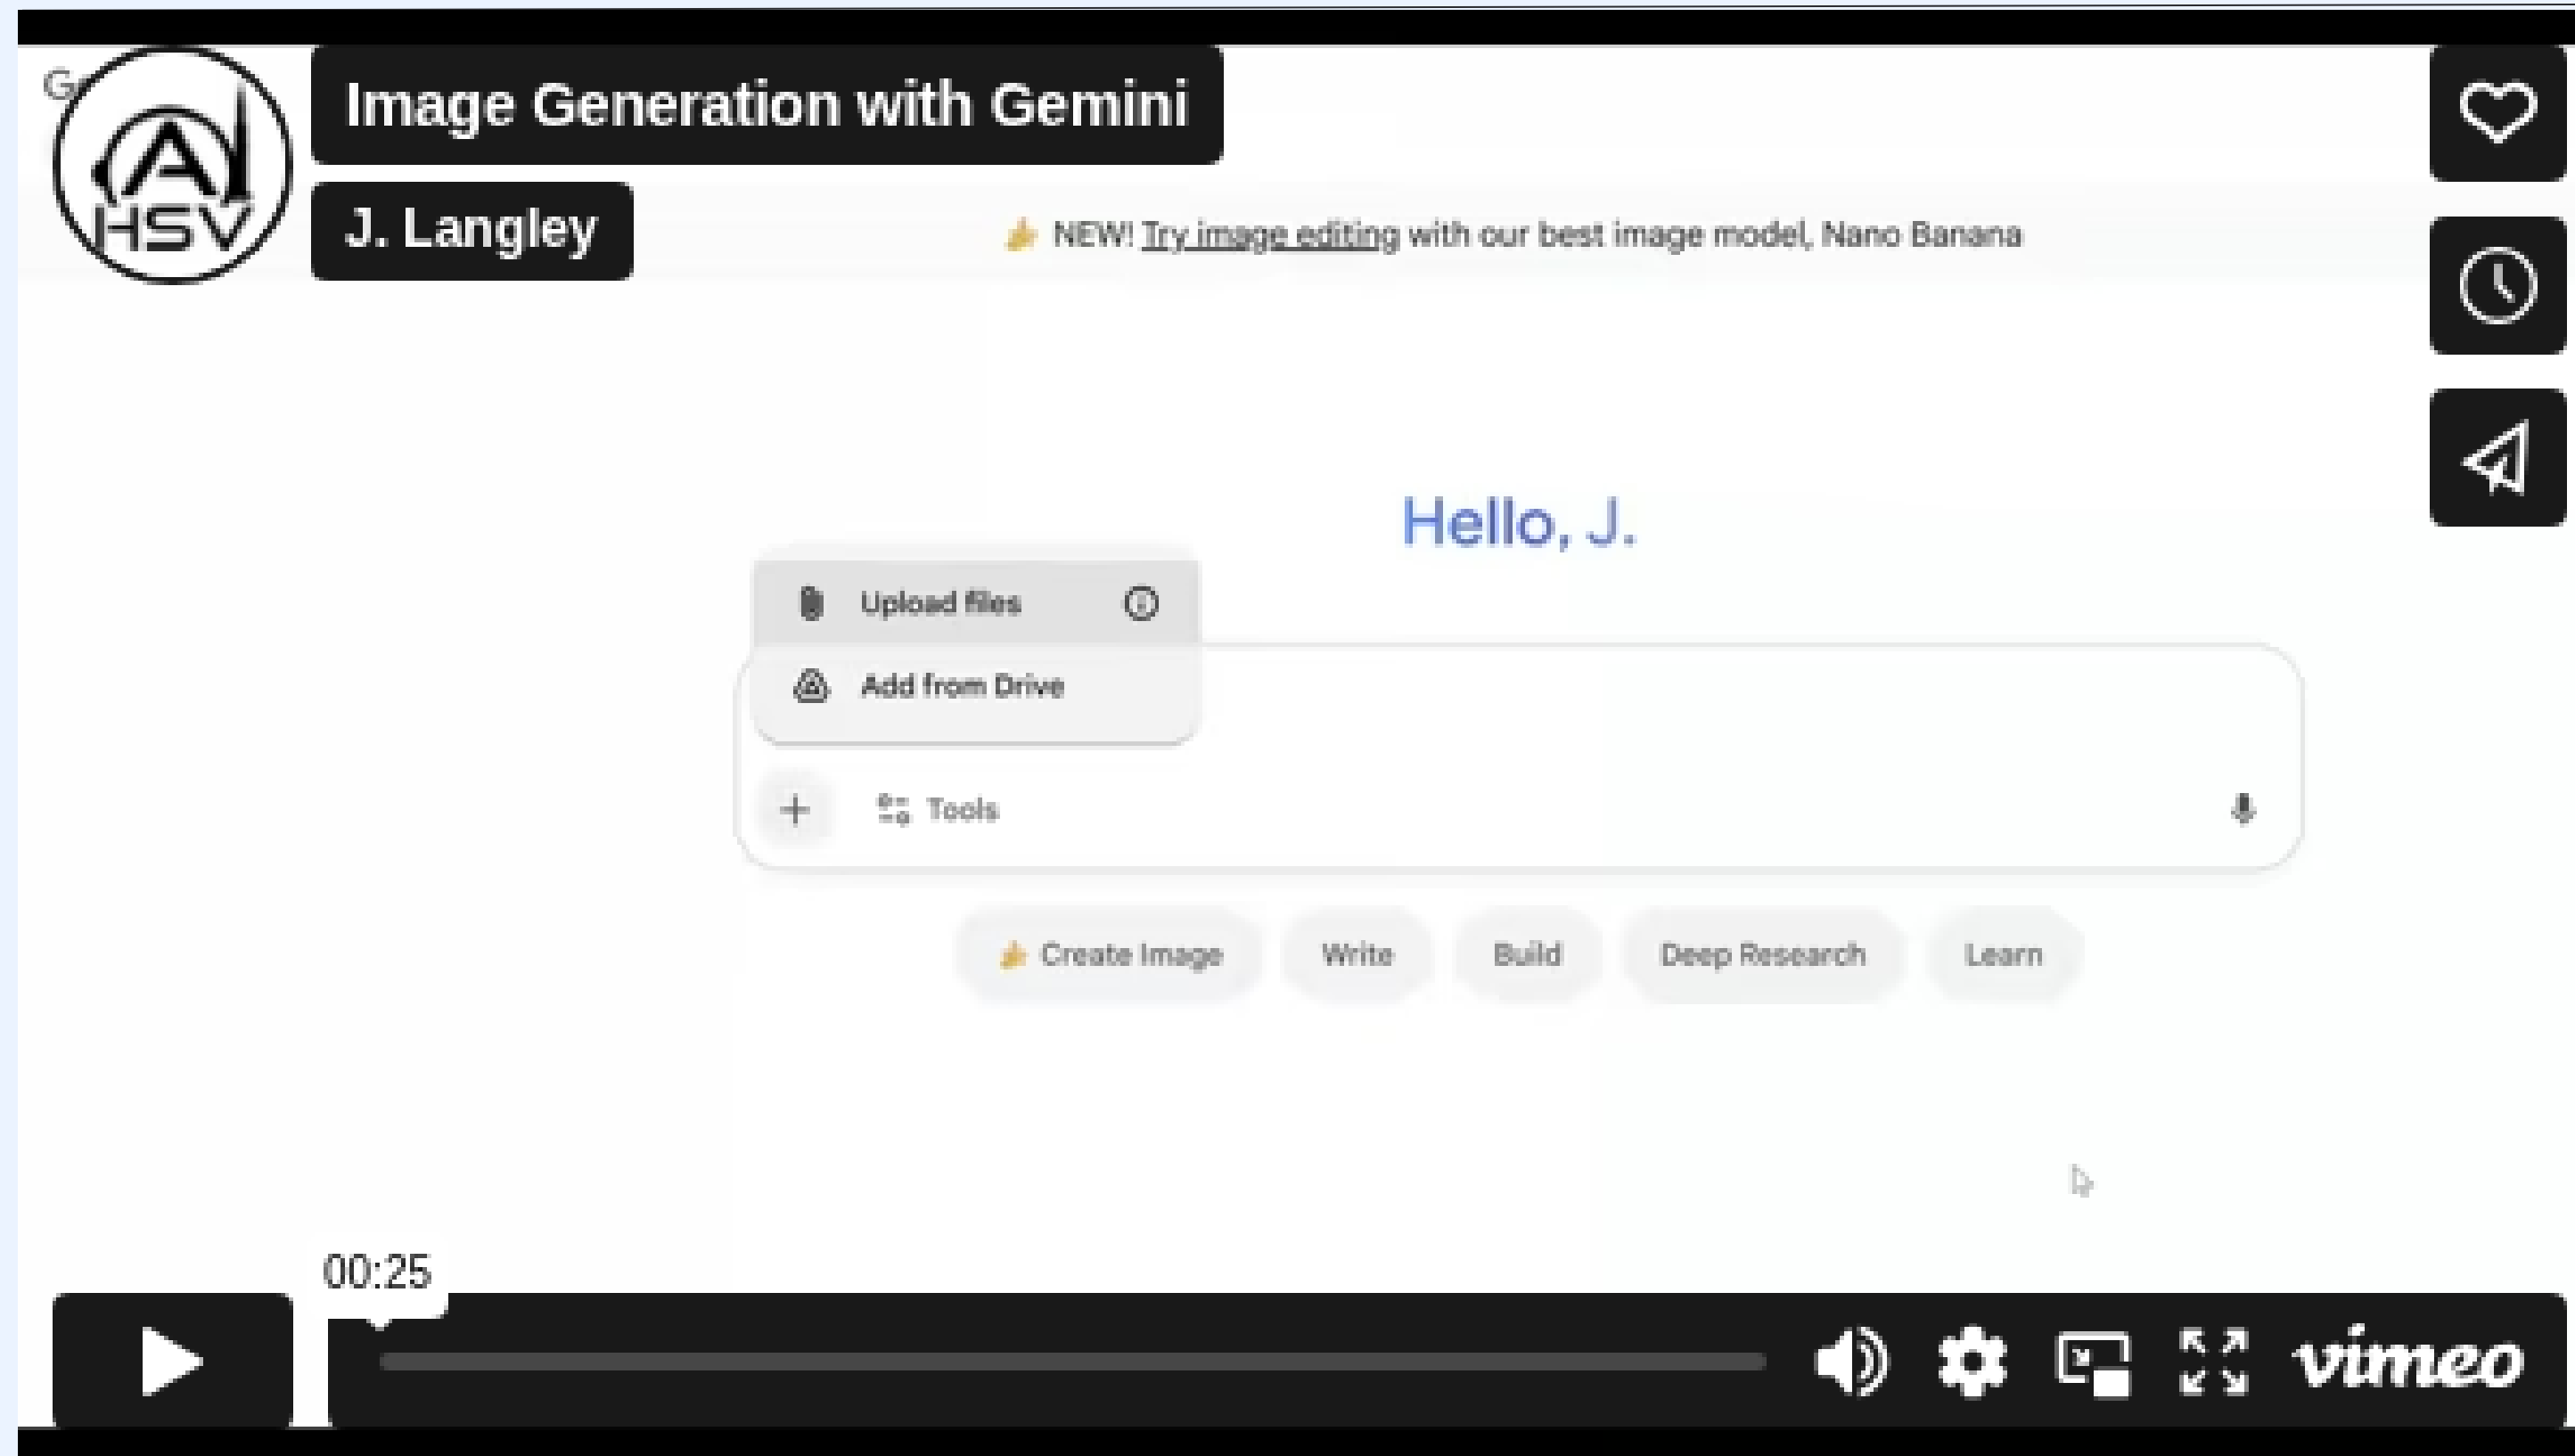 Image Generation with Gemini
HSV
J. Langley
NEW! Try image editing with our best image model, Nano Banana
Hello, J.
Upload files
Add from Drive
Tools
Create Image Write Build Deep Research Learn
00:25
vimeo